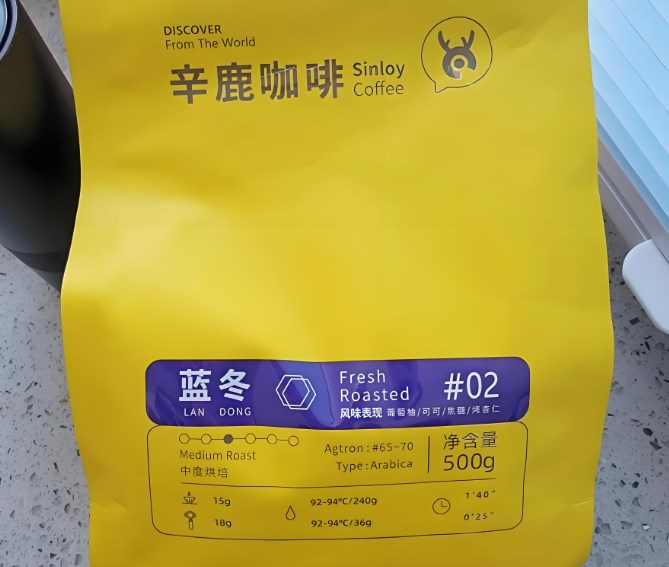 DISCOVER
From The World
辛鹿咖啡 Sinloy
Coffee
蓝冬
LAN DONG
Fresh
Roasted
#02
风味表现 葡萄柚/可可/焦糖/烤杏仁
Medium Roast
中度烘焙
Agtron:#65-70
Type:Arabica
净含量
500g
15g 92-94℃/240g 1'40"
18g 92-94℃/36g 0'25"